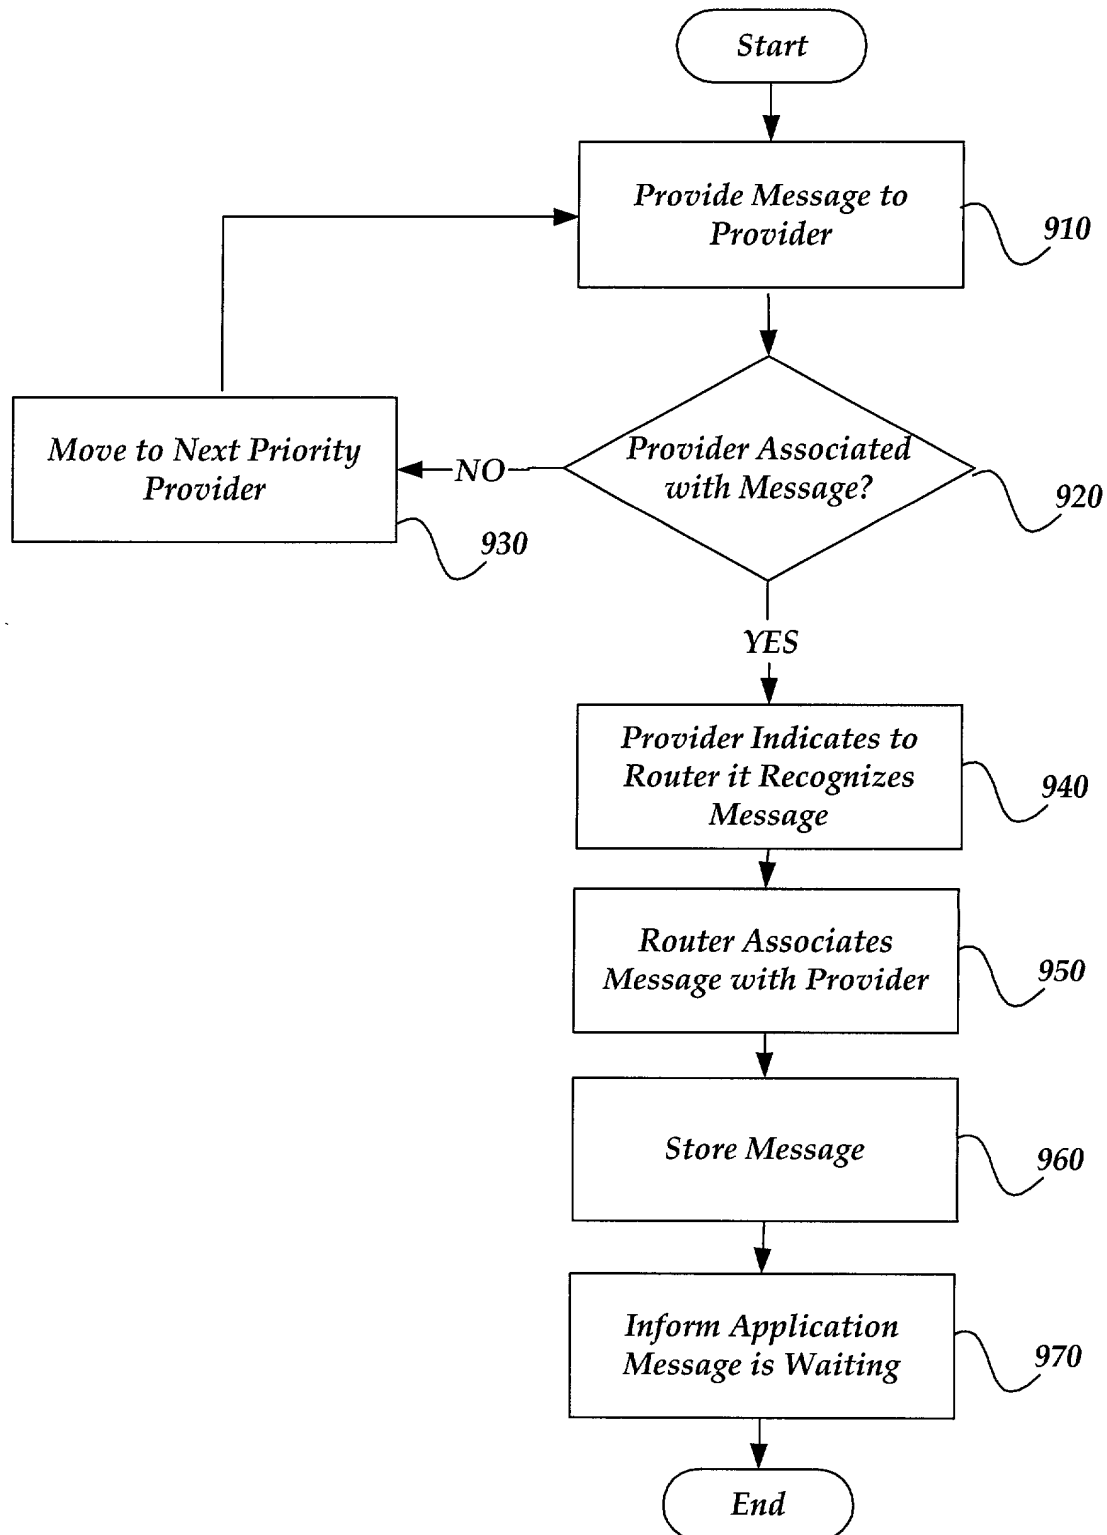 Start
Provide Message to
Provider
910
Move to Next Priority
Provider
930
NO
Provider Associated
with Message?
920
YES
Provider Indicates to
Router it Recognizes
Message
940
Router Associates
Message with Provider
950
Store Message
960
Inform Application
Message is Waiting
970
End